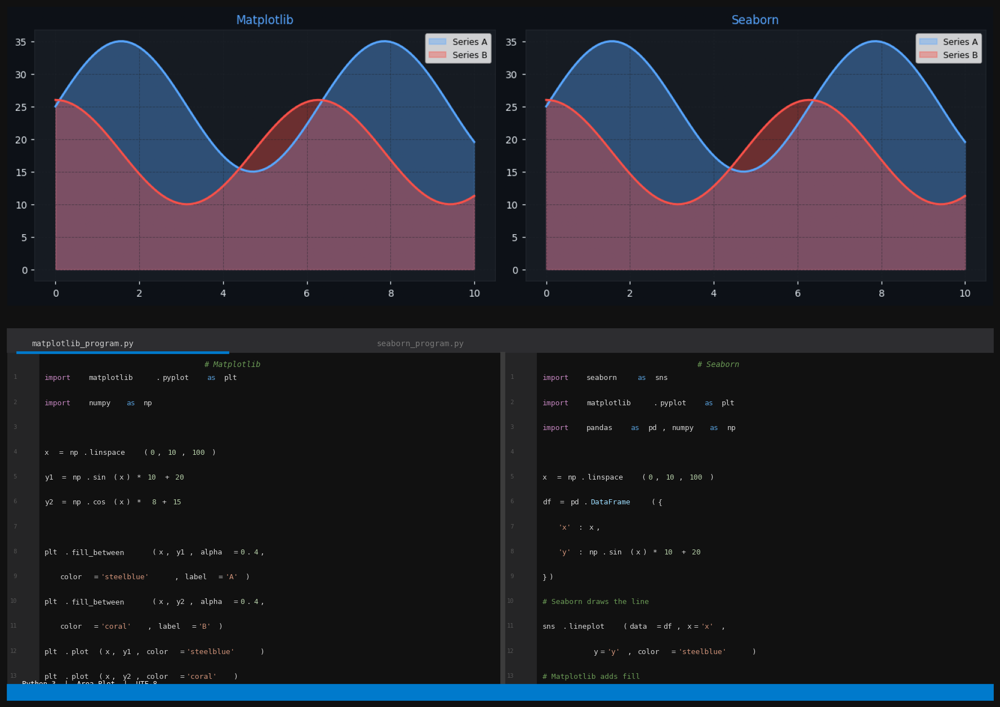 Matplotlib
Series A
Series B
35
30
25
20
15
10
5
0
0 2 4 6 8 10
Seaborn
Series A
Series B
35
30
25
20
15
10
5
0
0 2 4 6 8 10
matplotlib_program.py
seaborn_program.py
# Matplotlib
1 import matplotlib .pyplot as plt
2 import numpy as np
3
4 x = np .linspace (0, 10 , 100 )
5 y1 = np .sin (x) * 10 + 20
6 y2 = np .cos (x) * 8 + 15
7
8 plt .fill_between (x, y1 , alpha =0.4,
9 color ='steelblue' , label ='A' )
10 plt .fill_between (x, y2 , alpha =0.4,
11 color ='coral' , label ='B' )
12 plt .plot (x, y1 , color ='steelblue' )
13 plt .plot (x, y2 , color ='coral' )
# Seaborn
1 import seaborn as sns
2 import matplotlib .pyplot as plt
3 import pandas as pd , numpy as np
4
5 x = np .linspace (0, 10 , 100 )
6 df = pd .DataFrame ({
7 'x' : x,
8 'y' : np .sin (x) * 10 + 20
9 })
10 # Seaborn draws the line
11 sns .lineplot (data =df , x='x' ,
12 y='y' , color ='steelblue' )
13 # Matplotlib adds fill
Python 3 | Area Plot | UTF-8